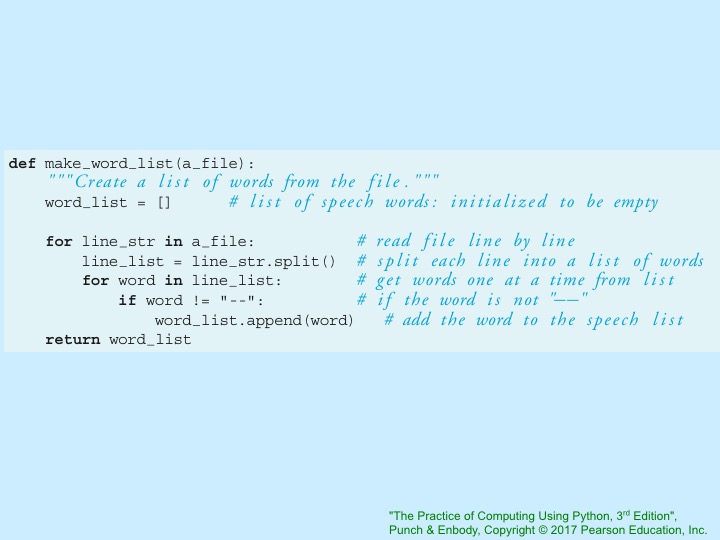 def make_word_list(a_file):
    """Create a list of words from the file."""
    word_list = []      # list of speech words: initialized to be empty

    for line_str in a_file:           # read file line by line
        line_list = line_str.split()  # split each line into a list of words
        for word in line_list:        # get words one at a time from list
            if word != "--":          # if the word is not "--"
                word_list.append(word)   # add the word to the speech list
    return word_list
"The Practice of Computing Using Python, 3rd Edition",
Punch & Enbody, Copyright © 2017 Pearson Education, Inc.